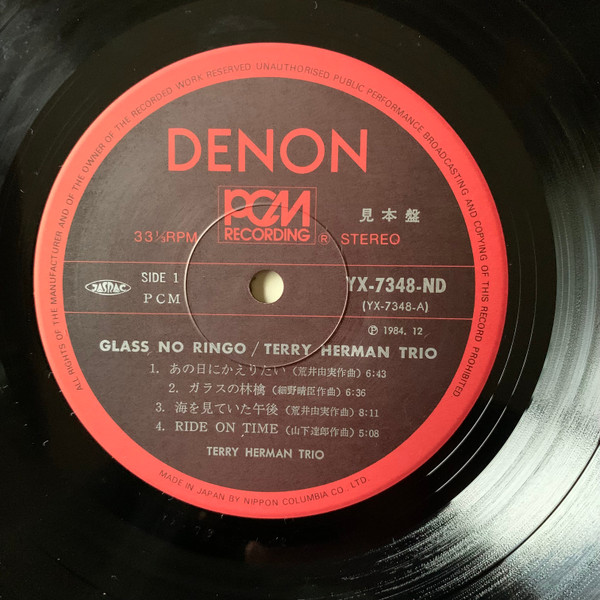 ALL RIGHTS OF THE MANUFACTURER AND OF THE OWNER OF THE RECORDED WORK RESERVED UNAUTHORISED PUBLIC PERFORMANCE BROADCASTING AND COPYING OF THIS RECORD PROHIBITED
DENON
PCM
RECORDING ®
見本盤
33⅓RPM
STEREO
JASRAC
SIDE 1
PCM
YX-7348-ND
(YX-7348-A)
Ⓟ 1984. 12
GLASS NO RINGO / TERRY HERMAN TRIO
1. あの日にかえりたい (荒井由実作曲) 6:43
2. ガラスの林檎 (細野晴臣作曲) 6:36
3. 海を見ていた午後 (荒井由実作曲) 8:11
4. RIDE ON TIME (山下達郎作曲) 5:08
TERRY HERMAN TRIO
MADE IN JAPAN BY NIPPON COLUMBIA CO. LTD.